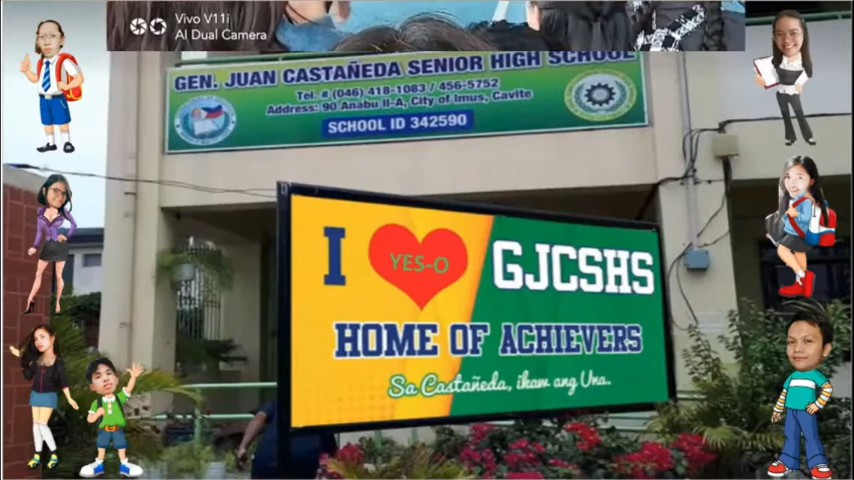 Vivo V11i
AI Dual Camera
GEN. JUAN CASTAÑEDA SENIOR HIGH SCHOOL
Tel. # (046) 418-1083 / 456-5752
Address: 90 Anabu II-A, City of Imus, Cavite
SCHOOL ID 342590
I YES-O GJCSHS
HOME OF ACHIEVERS
Sa Castañeda, ikaw ang Una..